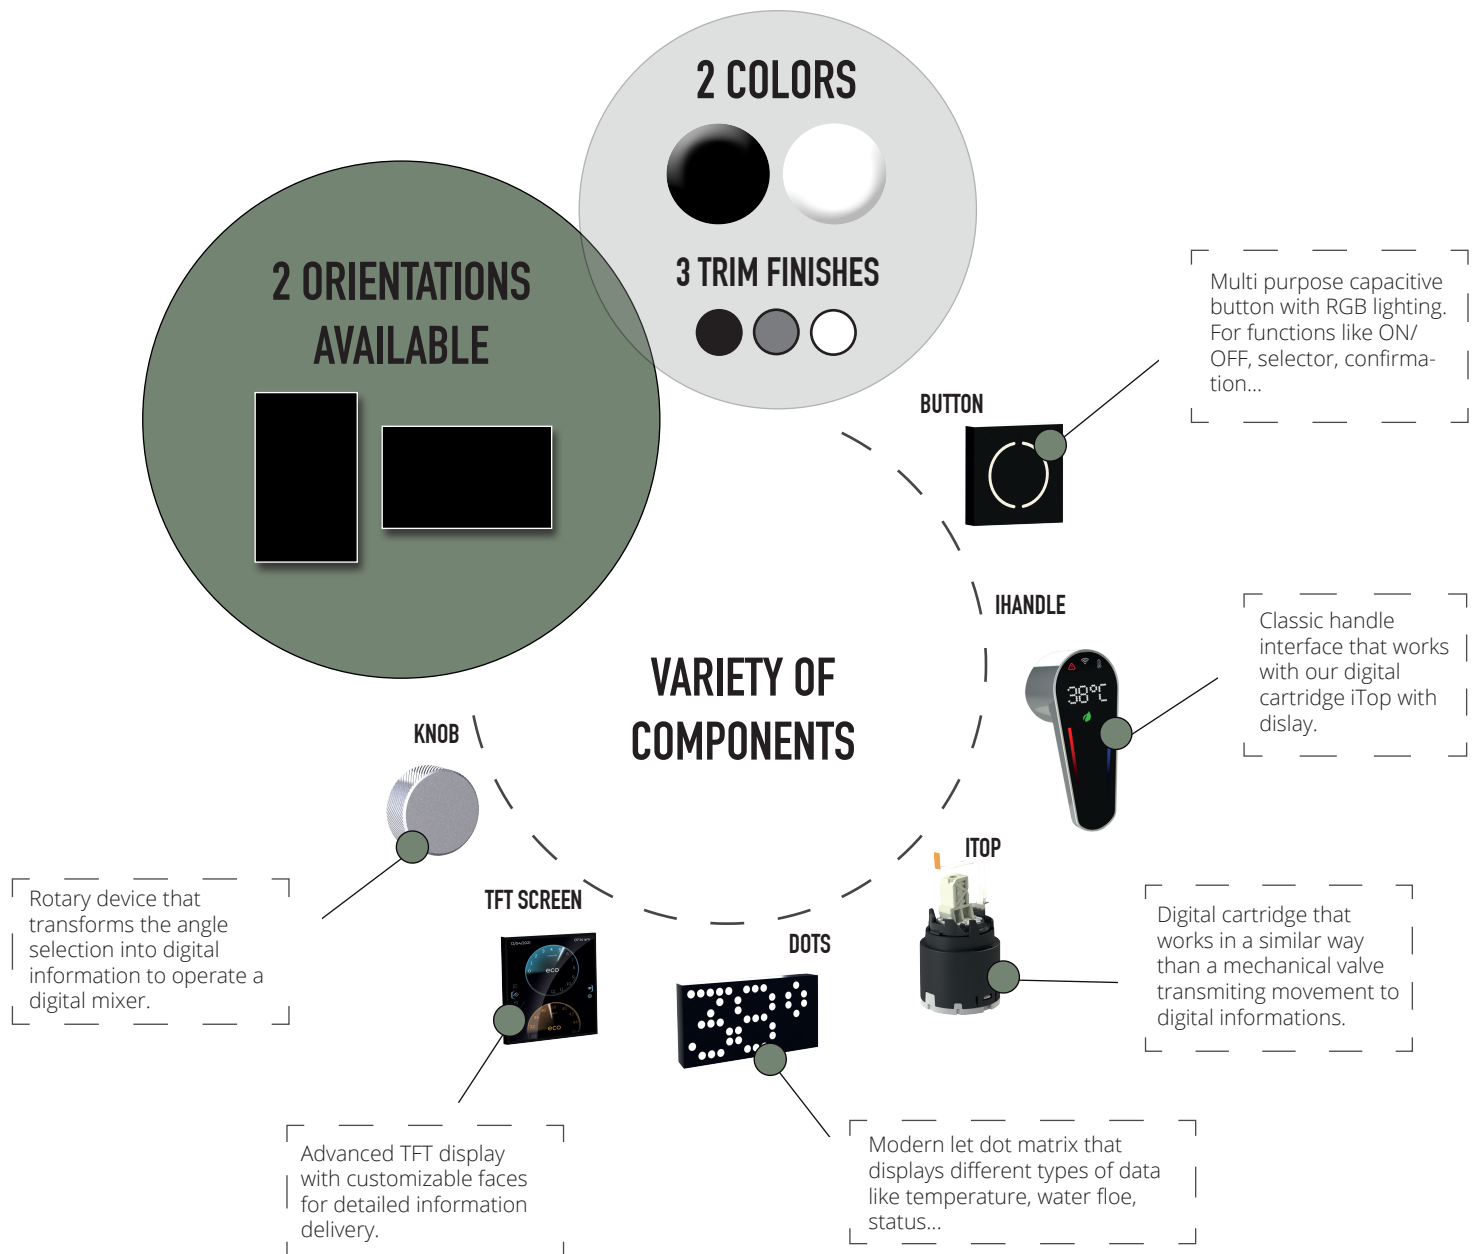 2 COLORS
3 TRIM FINISHES
2 ORIENTATIONS
AVAILABLE
BUTTON
Multi purpose capacitive
button with RGB lighting.
For functions like ON/
OFF, selector, confirma-
tion...
IHANDLE
38°C
Classic handle
interface that works
with our digital
cartridge iTop with
dislay.
VARIETY OF
COMPONENTS
KNOB
Rotary device that
transforms the angle
selection into digital
information to operate a
digital mixer.
ITOP
Digital cartridge that
works in a similar way
than a mechanical valve
transmiting movement to
digital informations.
TFT SCREEN
eco
eco
Advanced TFT display
with customizable faces
for detailed information
delivery.
DOTS
Modern let dot matrix that
displays different types of data
like temperature, water floe,
status...